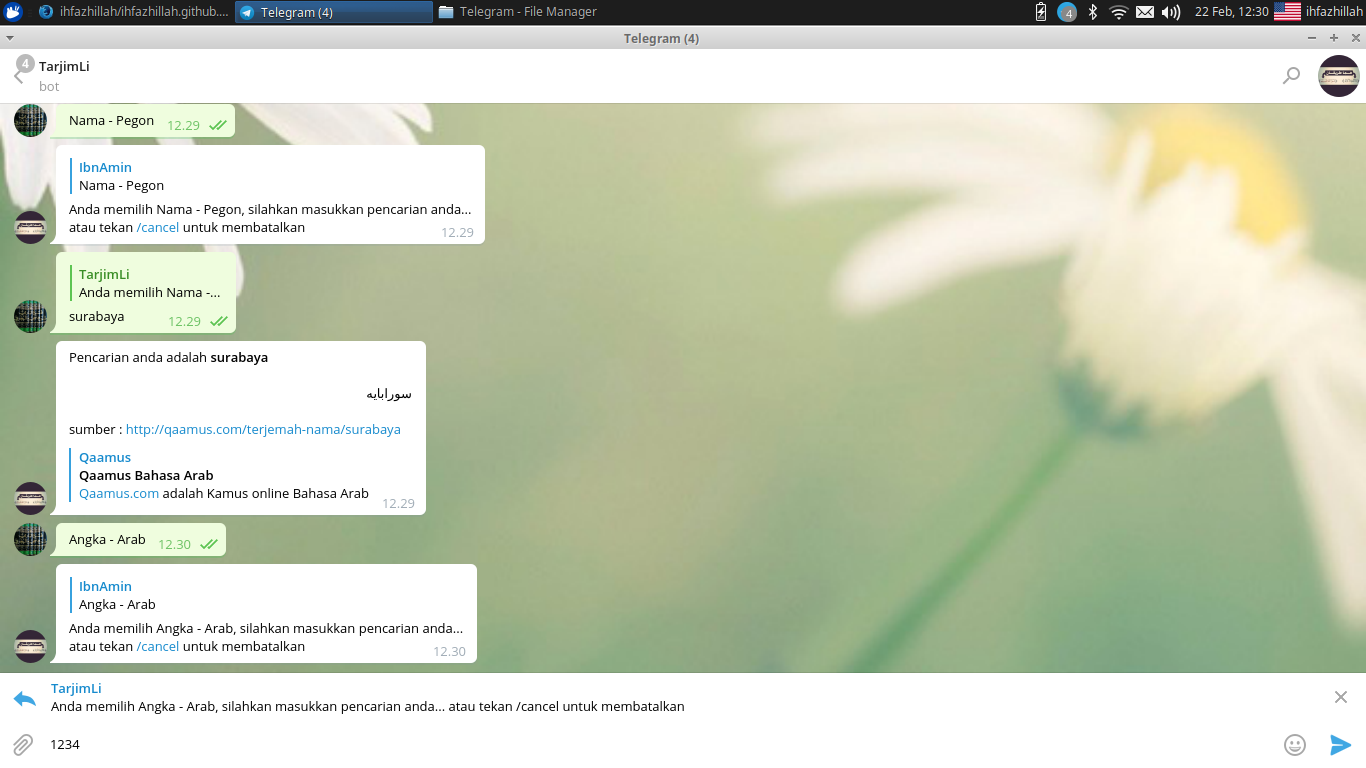 ihfazhillah/ihfazhillah.github....
Telegram (4)
Telegram - File Manager
4
22 Feb, 12:30
ihfazhillah
Telegram (4)
4
TarjimLi
bot
Nama - Pegon
12.29
IbnAmin
Nama - Pegon
Anda memilih Nama - Pegon, silahkan masukkan pencarian anda...
atau tekan /cancel untuk membatalkan
12.29
TarjimLi
Anda memilih Nama -...
surabaya
12.29
Pencarian anda adalah surabaya
سورابايه
sumber : http://qaamus.com/terjemah-nama/surabaya
Qaamus
Qaamus Bahasa Arab
Qaamus.com adalah Kamus online Bahasa Arab
12.29
Angka - Arab
12.30
IbnAmin
Angka - Arab
Anda memilih Angka - Arab, silahkan masukkan pencarian anda...
atau tekan /cancel untuk membatalkan
12.30
TarjimLi
Anda memilih Angka - Arab, silahkan masukkan pencarian anda... atau tekan /cancel untuk membatalkan
1234